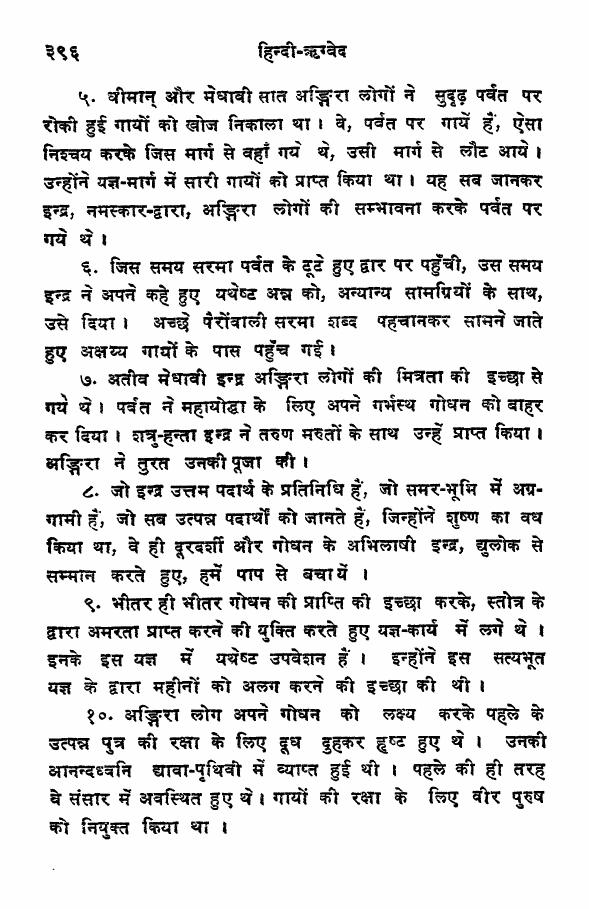 ३९६ हिन्दी-ऋग्वेद
५. धीमान् और मेधावी सात अङ्गिरा लोगों ने सुदृढ़ पर्वत पर
रोकी हुई गायों को खोज निकाला था। वे, पर्वत पर गायें हैं, ऐसा
निश्चय करके जिस मार्ग से वहाँ गये थे, उसी मार्ग से लौट आये।
उन्होंने यज्ञ-मार्ग में सारी गायों को प्राप्त किया था। यह सब जानकर
इन्द्र, नमस्कार-द्वारा, अङ्गिरा लोगों की सम्भावना करके पर्वत पर
गये थे।
६. जिस समय सरमा पर्वत के टूटे हुए द्वार पर पहुँची, उस समय
इन्द्र ने अपने कहे हुए यथेष्ट अन्न को, अन्यान्य सामग्रियों के साथ,
उसे दिया। अच्छे पैरोंवाली सरमा शब्द पहचानकर सामने जाते
हुए अक्षय्य गायों के पास पहुँच गई।
७. अतीव मेधावी इन्द्र अङ्गिरा लोगों की मित्रता की इच्छा से
गये थे। पर्वत ने महायोद्धा के लिए अपने गर्भस्थ गोधन को बाहर
कर दिया। शत्रु-हन्ता इन्द्र ने तरुण मरुतों के साथ उन्हें प्राप्त किया।
अङ्गिरा ने तुरत उनकी पूजा की।
८. जो इन्द्र उत्तम पदार्थ के प्रतिनिधि हैं, जो समर-भूमि में अग्र-
गामी हैं, जो सब उत्पन्न पदार्थों को जानते हैं, जिन्होंने शुष्ण का वध
किया था, वे ही दूरदर्शी और गोधन के अभिलाषी इन्द्र, द्युलोक से
सम्मान करते हुए, हमें पाप से बचायें ।
९. भीतर ही भीतर गोधन की प्राप्ति की इच्छा करके, स्तोत्र के
द्वारा अमरता प्राप्त करने की युक्ति करते हुए यज्ञ-कार्य में लगे थे ।
इनके इस यज्ञ में यथेष्ट उपवेशन हैं । इन्होंने इस सत्यभूत
यज्ञ के द्वारा महीनों को अलग करने की इच्छा की थी ।
१०. अङ्गिरा लोग अपने गोधन को लक्ष्य करके पहले के
उत्पन्न पुत्र की रक्षा के लिए दूध दुहकर हृष्ट हुए थे । उनकी
आनन्दध्वनि द्यावा-पृथिवी में व्याप्त हुई थी । पहले की ही तरह
वे संसार में अवस्थित हुए थे। गायों की रक्षा के लिए वीर पुरुष
को नियुक्त किया था ।